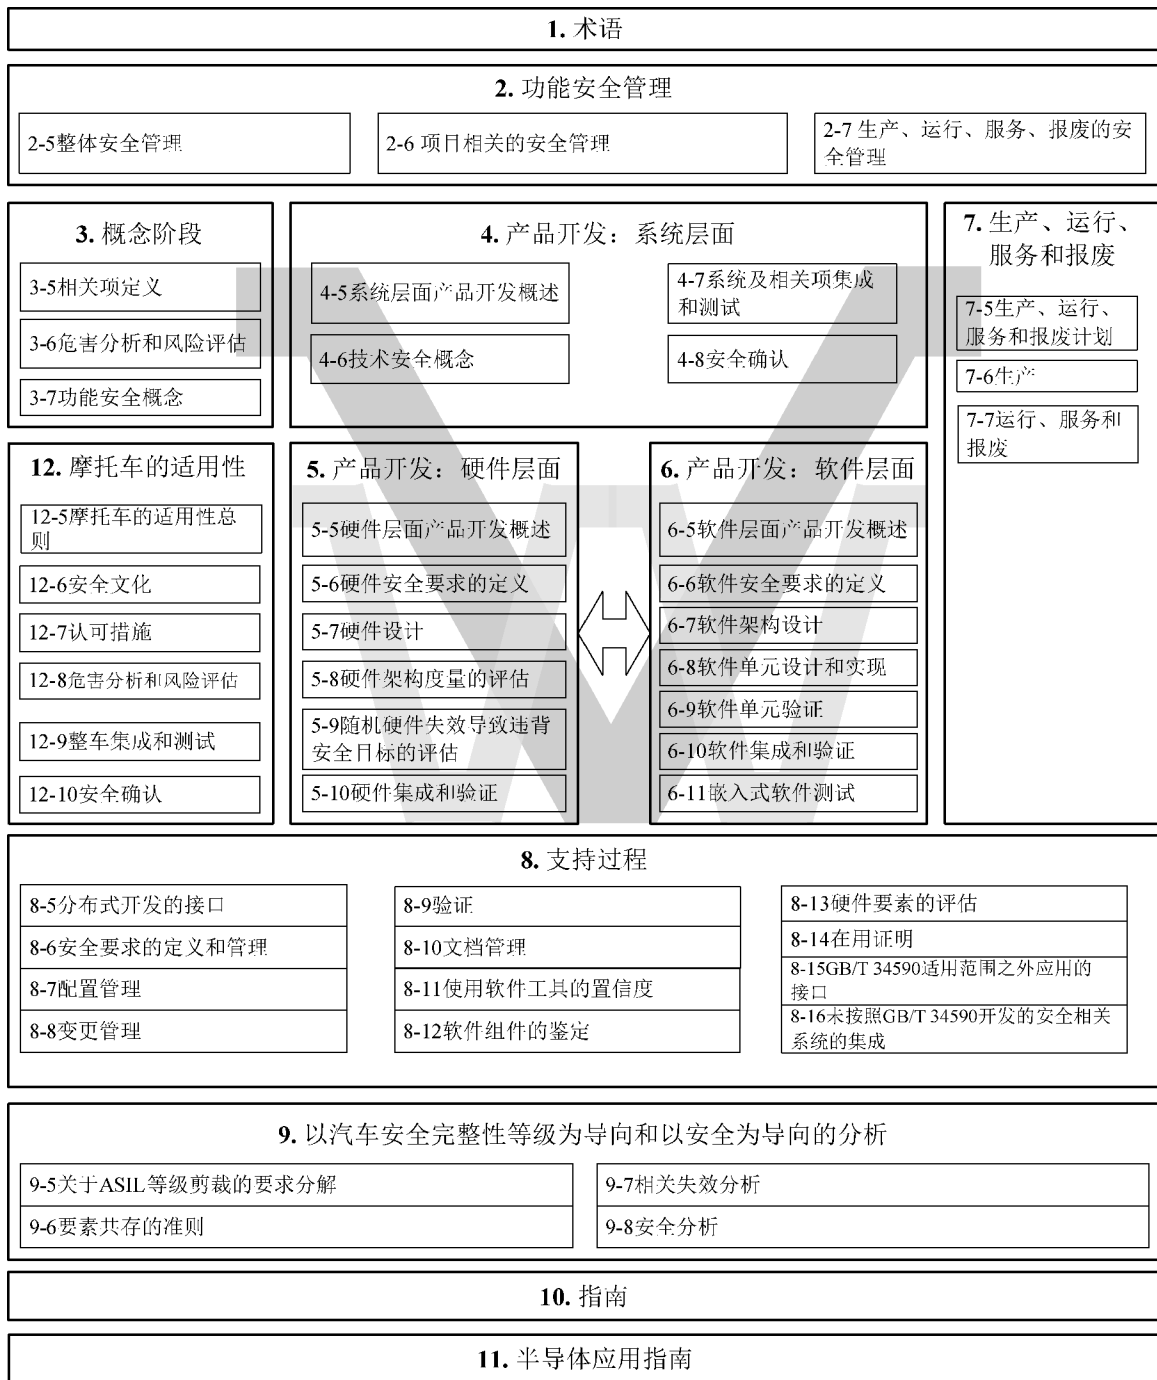 1. 术语
2. 功能安全管理
2-5整体安全管理
2-6 项目相关的安全管理
2-7 生产、运行、服务、报废的安
全管理
3. 概念阶段
3-5相关项定义
3-6危害分析和风险评估
3-7功能安全概念
4. 产品开发：系统层面
4-5系统层面产品开发概述
4-6技术安全概念
4-7系统及相关项集成
和测试
4-8安全确认
7. 生产、运行、
服务和报废
7-5生产、运行、
服务和报废计划
7-6生产
7-7运行、服务和
报废
12. 摩托车的适用性
12-5摩托车的适用性总
则
12-6安全文化
12-7认可措施
12-8危害分析和风险评估
12-9整车集成和测试
12-10安全确认
5. 产品开发：硬件层面
5-5硬件层面产品开发概述
5-6硬件安全要求的定义
5-7硬件设计
5-8硬件架构度量的评估
5-9随机硬件失效导致违背
安全目标的评估
5-10硬件集成和验证
6. 产品开发：软件层面
6-5软件层面产品开发概述
6-6软件安全要求的定义
6-7软件架构设计
6-8软件单元设计和实现
6-9软件单元验证
6-10软件集成和验证
6-11嵌入式软件测试
8. 支持过程
8-5分布式开发的接口
8-6安全要求的定义和管理
8-7配置管理
8-8变更管理
8-9验证
8-10文档管理
8-11使用软件工具的置信度
8-12软件组件的鉴定
8-13硬件要素的评估
8-14在用证明
8-15GB/T 34590适用范围之外应用的
接口
8-16未按照GB/T 34590开发的安全相关
系统的集成
9. 以汽车安全完整性等级为导向和以安全为导向的分析
9-5关于ASIL等级剪裁的要求分解
9-6要素共存的准则
9-7相关失效分析
9-8安全分析
10. 指南
11. 半导体应用指南